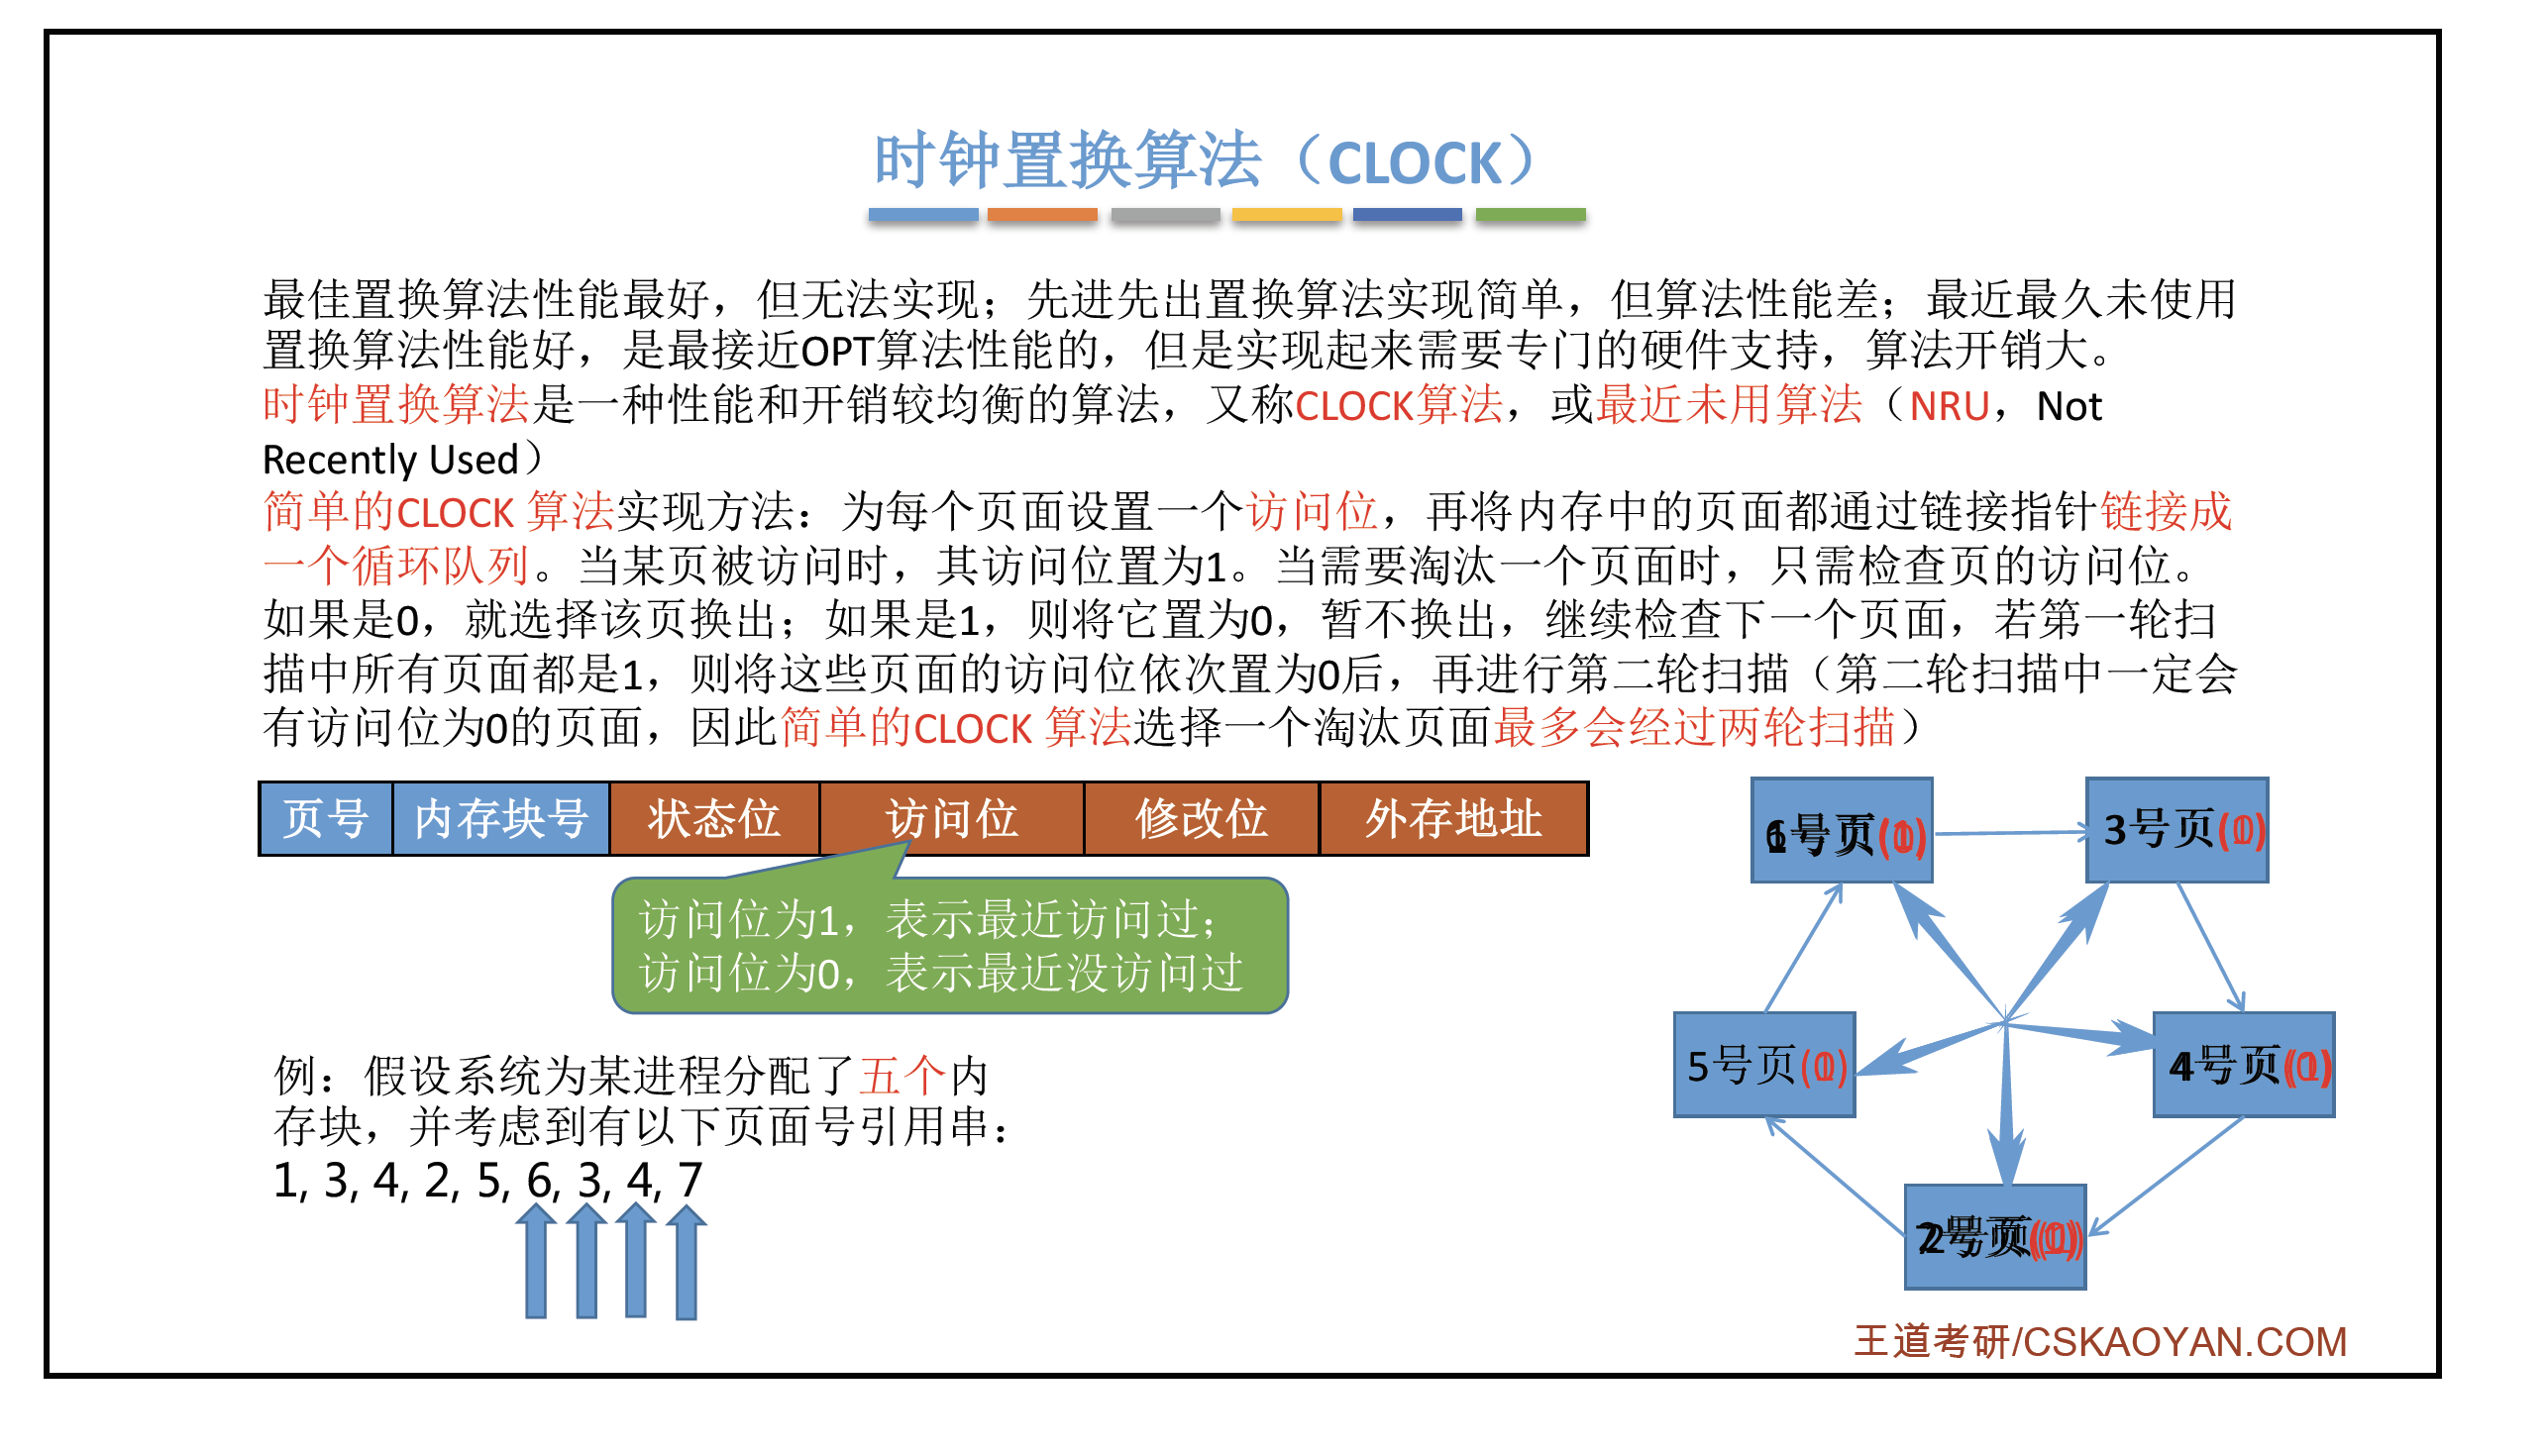 时钟置换算法（CLOCK）
最佳置换算法性能最好，但无法实现；先进先出置换算法实现简单，但算法性能差；最近最久未使用
置换算法性能好，是最接近OPT算法性能的，但是实现起来需要专门的硬件支持，算法开销大。
时钟置换算法是一种性能和开销较均衡的算法，又称CLOCK算法，或最近未用算法（NRU，Not
Recently Used）
简单的CLOCK 算法实现方法：为每个页面设置一个访问位，再将内存中的页面都通过链接指针链接成
一个循环队列。当某页被访问时，其访问位置为1。当需要淘汰一个页面时，只需检查页的访问位。
如果是0，就选择该页换出；如果是1，则将它置为0，暂不换出，继续检查下一个页面，若第一轮扫
描中所有页面都是1，则将这些页面的访问位依次置为0后，再进行第二轮扫描（第二轮扫描中一定会
有访问位为0的页面，因此简单的CLOCK 算法选择一个淘汰页面最多会经过两轮扫描）
页号 内存块号 状态位 访问位 修改位 外存地址
访问位为1，表示最近访问过；
访问位为0，表示最近没访问过
例：假设系统为某进程分配了五个内
存块，并考虑到有以下页面号引用串：
1, 3, 4, 2, 5, 6, 3, 4, 7
号页
3号页
5号页
4号页
号页
王道考研/CSKAOYAN.COM